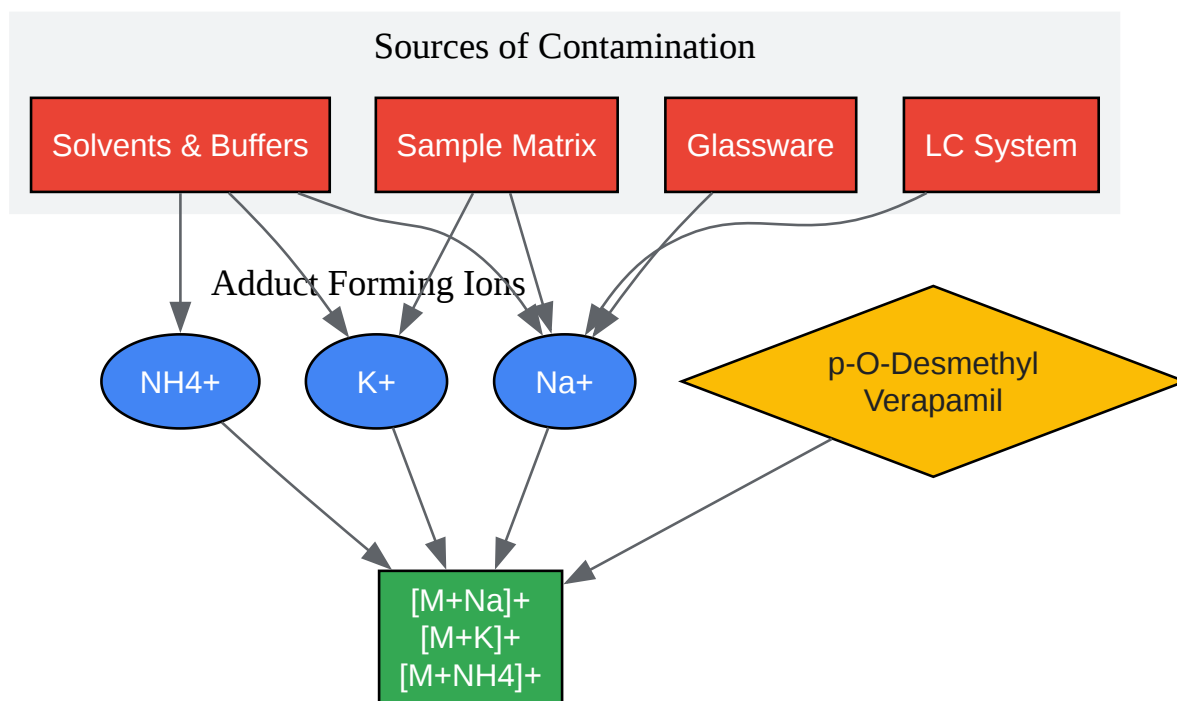 Sources of Contamination
Solvents & Buffers
Sample Matrix
Glassware
LC System
Adduct Forming Ions
NH4+
K+
Na+
p-O-Desmethyl
Verapamil
[M+Na]+
[M+K]+
[M+NH4]+